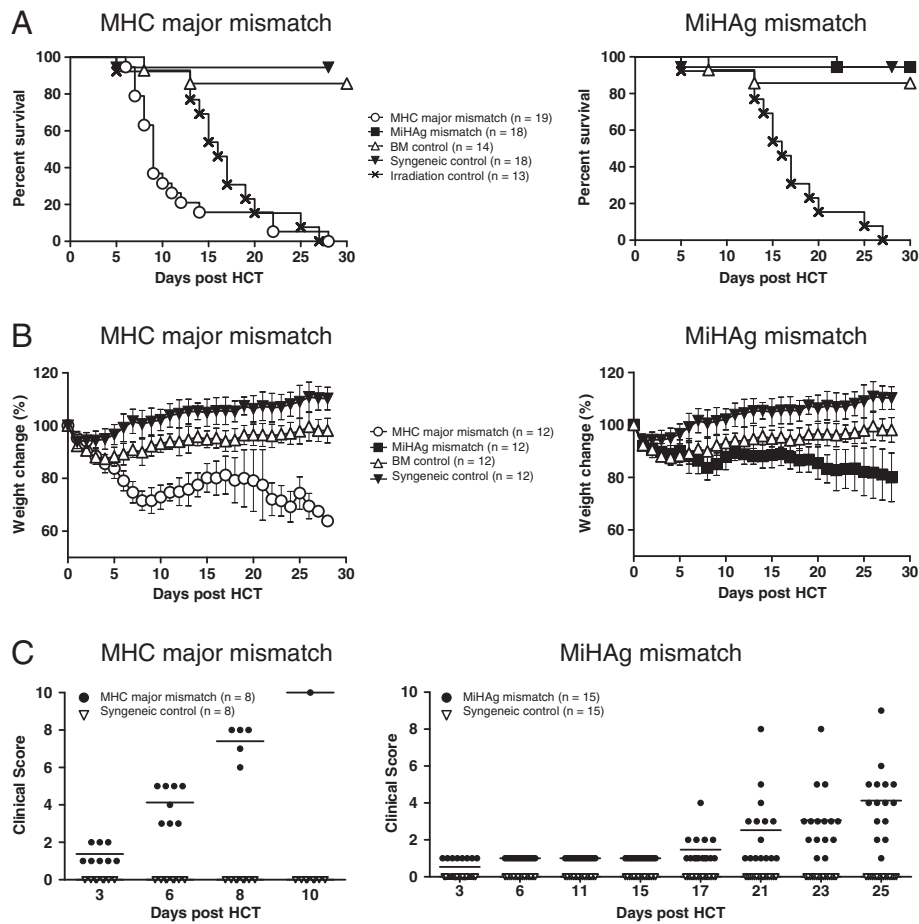 A
MHC major mismatch
MiHAg mismatch
Percent survival
100
80
60
40
20
0
0 5 10 15 20 25 30
Days post HCT
MHC major mismatch (n = 19)
MiHAg mismatch (n = 18)
BM control (n = 14)
Syngeneic control (n = 18)
Irradiation control (n = 13)
Percent survival
100
80
60
40
20
0
0 5 10 15 20 25 30
Days post HCT
B
MHC major mismatch
MiHAg mismatch
Weight change (%)
120
100
80
60
0 5 10 15 20 25 30
Days post HCT
MHC major mismatch (n = 12)
MiHAg mismatch (n = 12)
BM control (n = 12)
Syngeneic control (n = 12)
Weight change (%)
120
100
80
60
0 5 10 15 20 25 30
Days post HCT
C
MHC major mismatch
MiHAg mismatch
Clinical Score
10
8
6
4
2
0
MHC major mismatch (n = 8)
Syngeneic control (n = 8)
3 6 8 10
Days post HCT
Clinical Score
10
8
6
4
2
0
MiHAg mismatch (n = 15)
Syngeneic control (n = 15)
3 6 11 15 17 21 23 25
Days post HCT